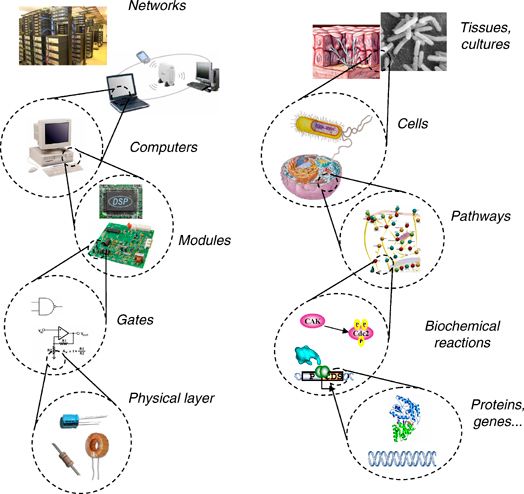 Networks
Tissues,
cultures
Computers
Cells
DSP
Modules
Pathways
Gates
CAK
Cdc2
Biochemical
reactions
Physical layer
Proteins,
genes...